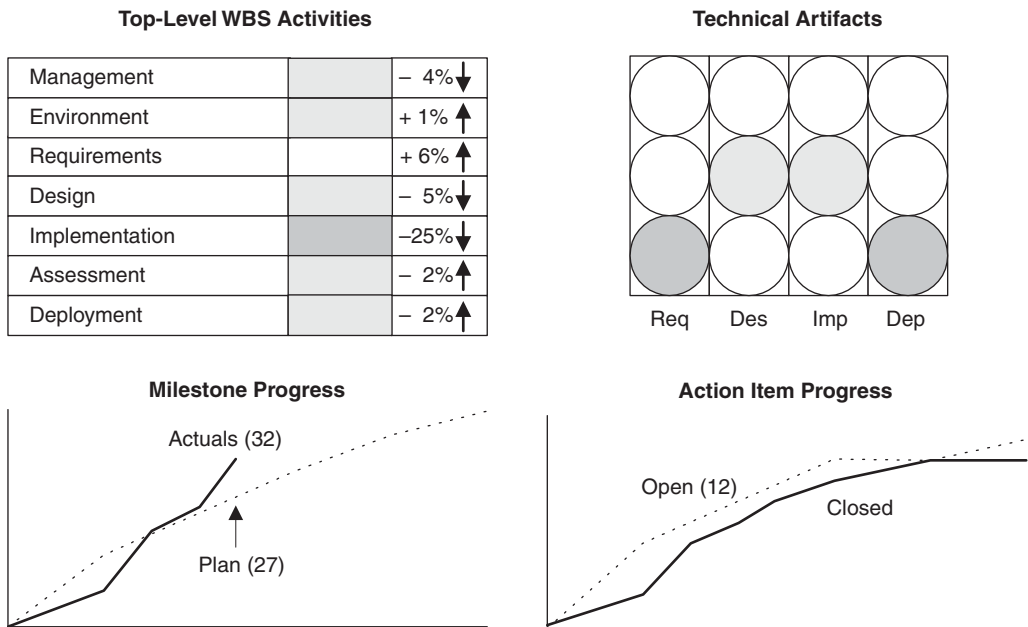 Top-Level WBS Activities
Management – 4%
Environment + 1%
Requirements + 6%
Design – 5%
Implementation –25%
Assessment – 2%
Deployment – 2%
Technical Artifacts
Req Des Imp Dep
Milestone Progress
Actuals (32)
Plan (27)
Action Item Progress
Open (12)
Closed